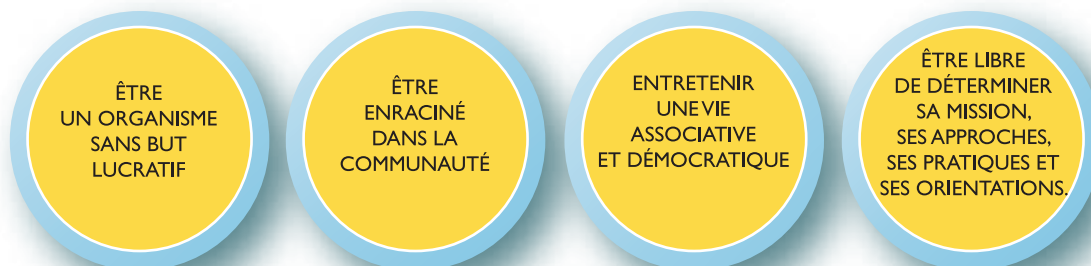 ÊTRE
UN ORGANISME
SANS BUT
LUCRATIF
ÊTRE
ENRACINÉ
DANS LA
COMMUNAUTÉ
ENTRETENIR
UNE VIE
ASSOCIATIVE
ET DÉMOCRATIQUE
ÊTRE LIBRE
DE DÉTERMINER
SA MISSION,
SES APPROCHES,
SES PRATIQUES ET
SES ORIENTATIONS.